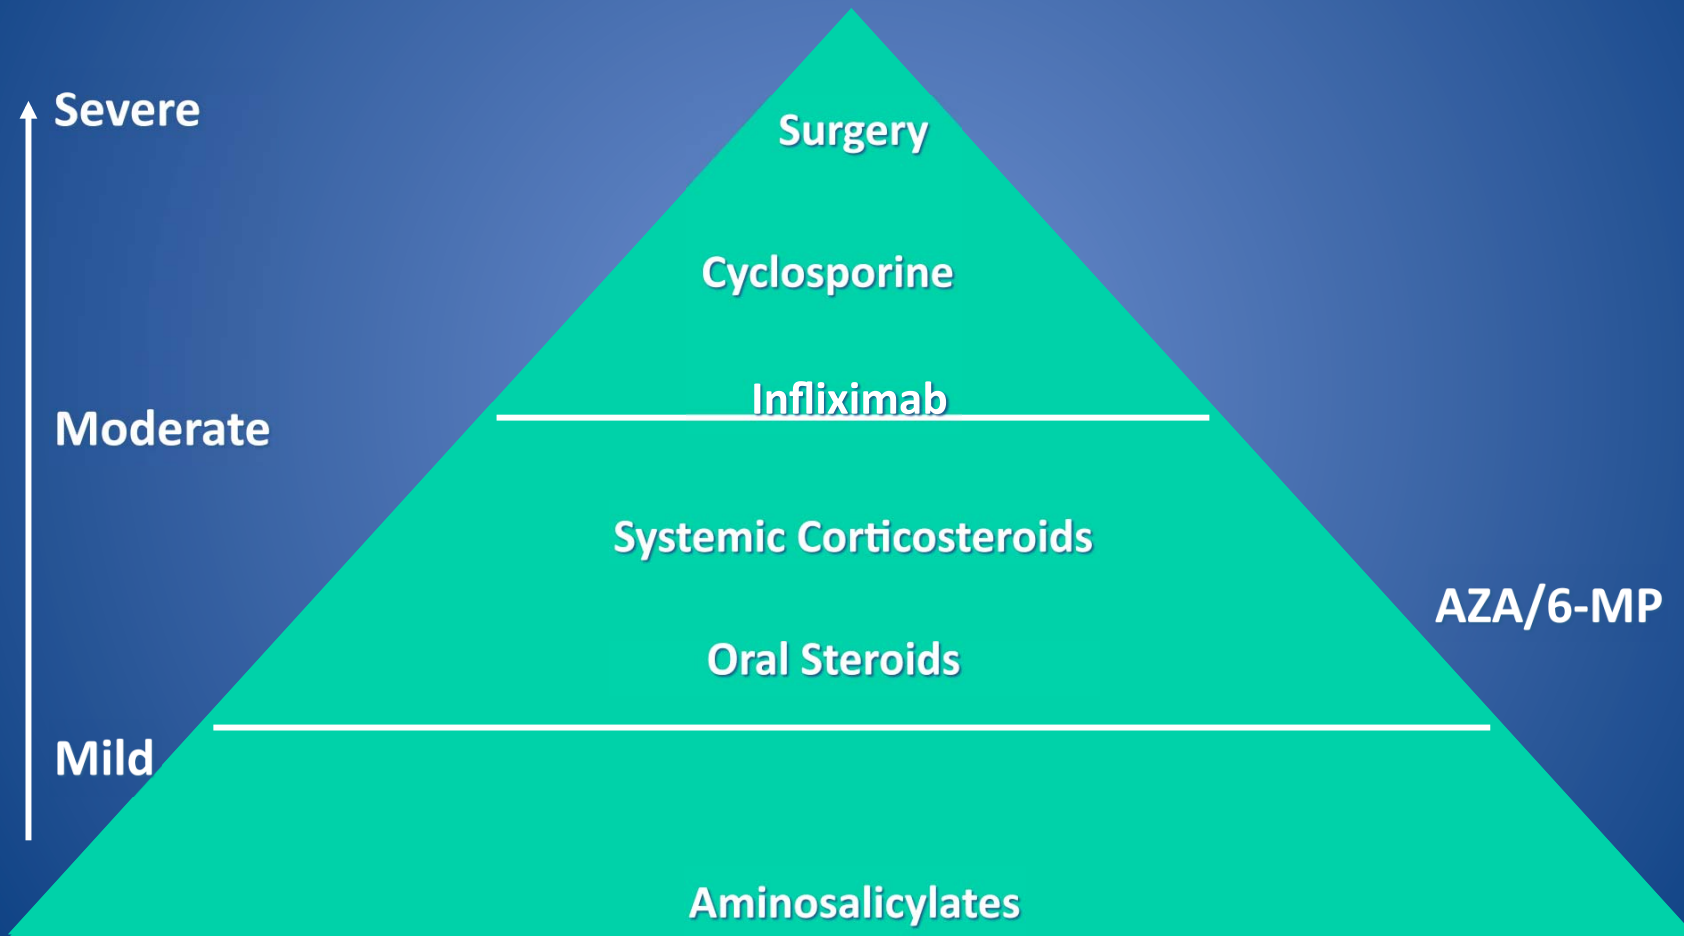 Severe
Surgery
Cyclosporine
Infliximab
Moderate
Systemic Corticosteroids
AZA/6-MP
Oral Steroids
Mild
Aminosalicylates